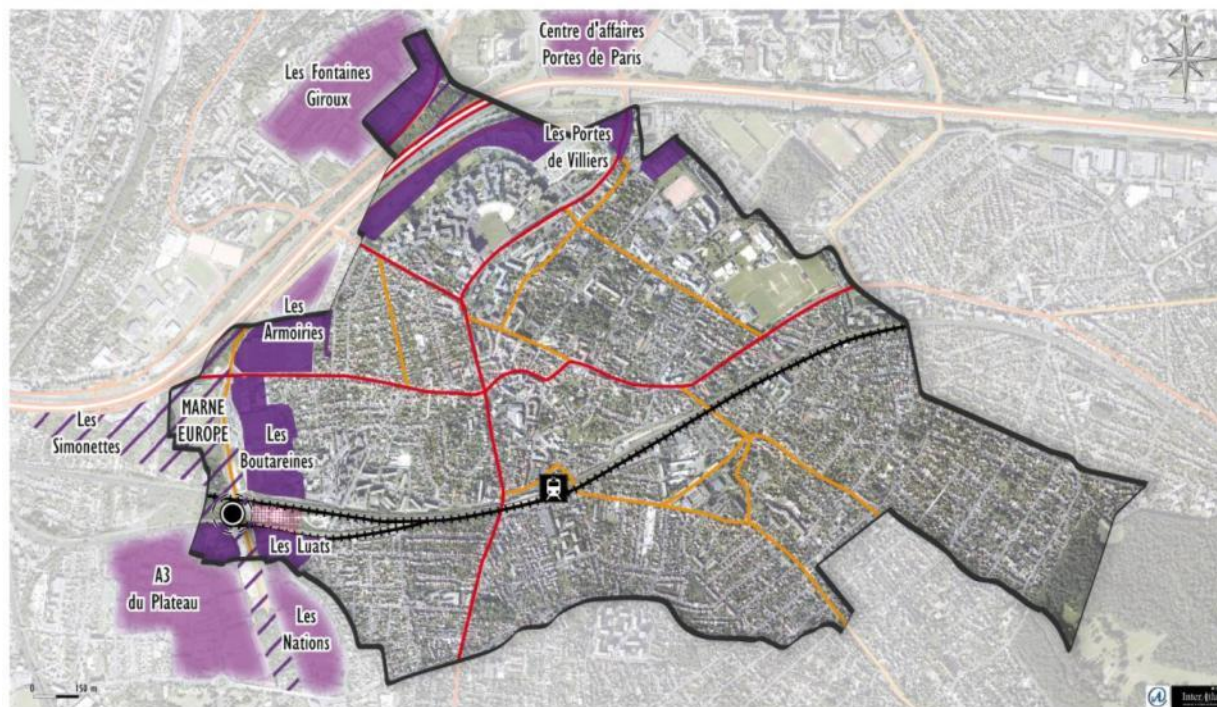 Centre d'affaires
Portes de Paris
N
O
Les Fontaines
Giroux
Les Portes
de Villiers
Les
Armoiries
MARNE
EUROPE
Les
Simonettes
Les
Boutareines
Les Luats
A3
du Plateau
Les
Nations
0 150 m
Inter